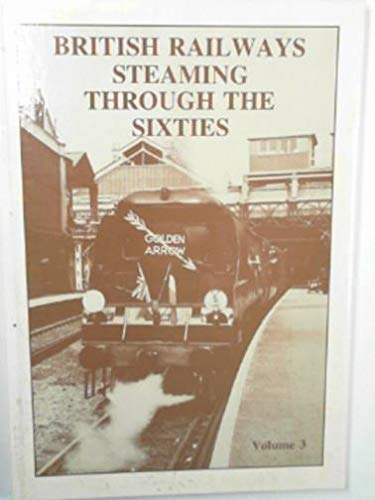 BRITISH RAILWAYS
STEAMING
THROUGH THE
SIXTIES
GOLDEN
ARROW
Volume 3